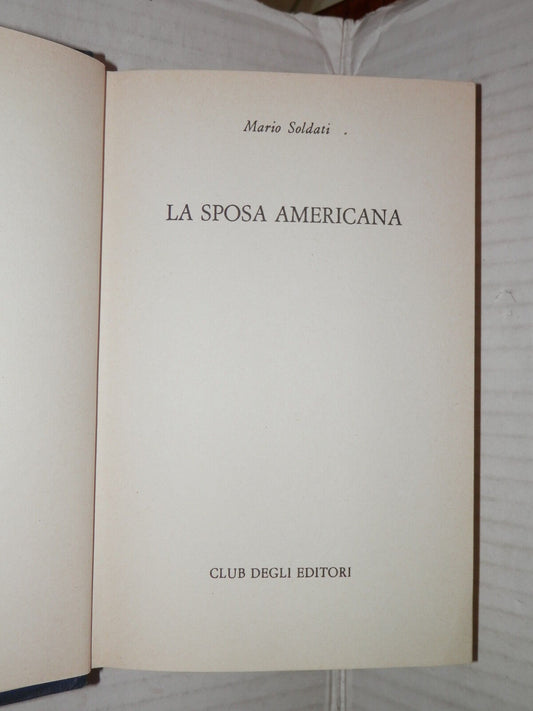 Mario Soldati
LA SPOSA AMERICANA
CLUB DEGLI EDITORI